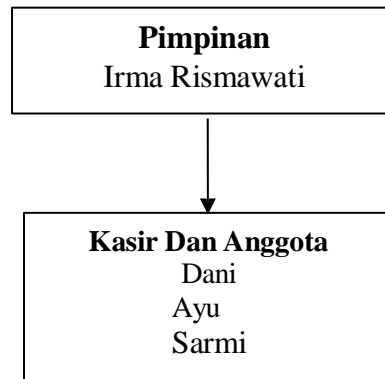 Pimpinan
Irma Rismawati
Kasir Dan Anggota
Dani
Ayu
Sarmi